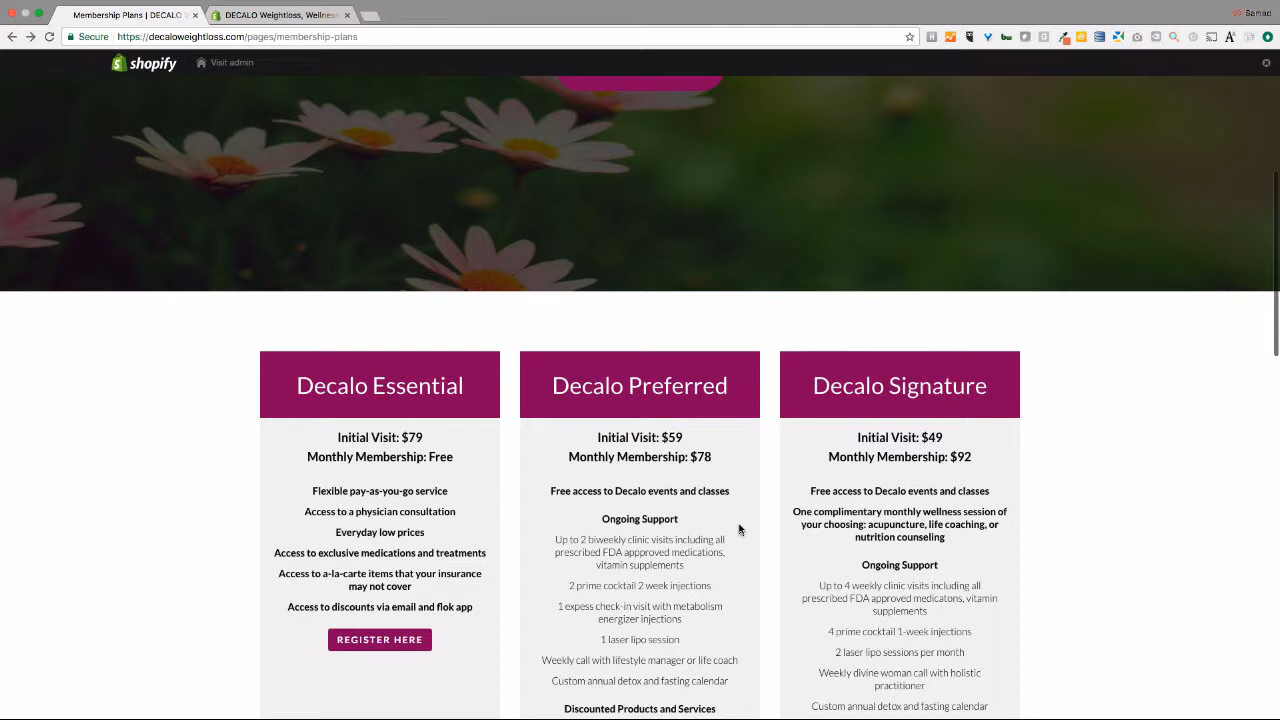 Membership Plans | DECALO
DECALO Weightloss, Wellness
Samad
Secure
https://decaloweightloss.com/pages/membership-plans
shopify
Visit admin
Decalo Essential
Initial Visit: $79
Monthly Membership: Free
Flexible pay-as-you-go service
Access to a physician consultation
Everyday low prices
Access to exclusive medications and treatments
Access to a-la-carte items that your insurance
may not cover
Access to discounts via email and flok app
REGISTER HERE
Decalo Preferred
Initial Visit: $59
Monthly Membership: $78
Free access to Decalo events and classes
Ongoing Support
Up to 2 biweekly clinic visits including all
prescribed FDA appproved medications,
vitamin supplements
2 prime cocktail 2 week injections
1 expess check-in visit with metabolism
energizer injections
1 laser lipo session
Weekly call with lifestyle manager or life coach
Custom annual detox and fasting calendar
Discounted Products and Services
Decalo Signature
Initial Visit: $49
Monthly Membership: $92
Free access to Decalo events and classes
One complimentary monthly wellness session of
your choosing: acupuncture, life coaching, or
nutrition counseling
Ongoing Support
Up to 4 weekly clinic visits including all
prescribed FDA approved medicatons, vitamin
supplements
4 prime cocktail 1-week injections
2 laser lipo sessions per month
Weekly divine woman call with holistic
practitioner
Custom annual detox and fasting calendar